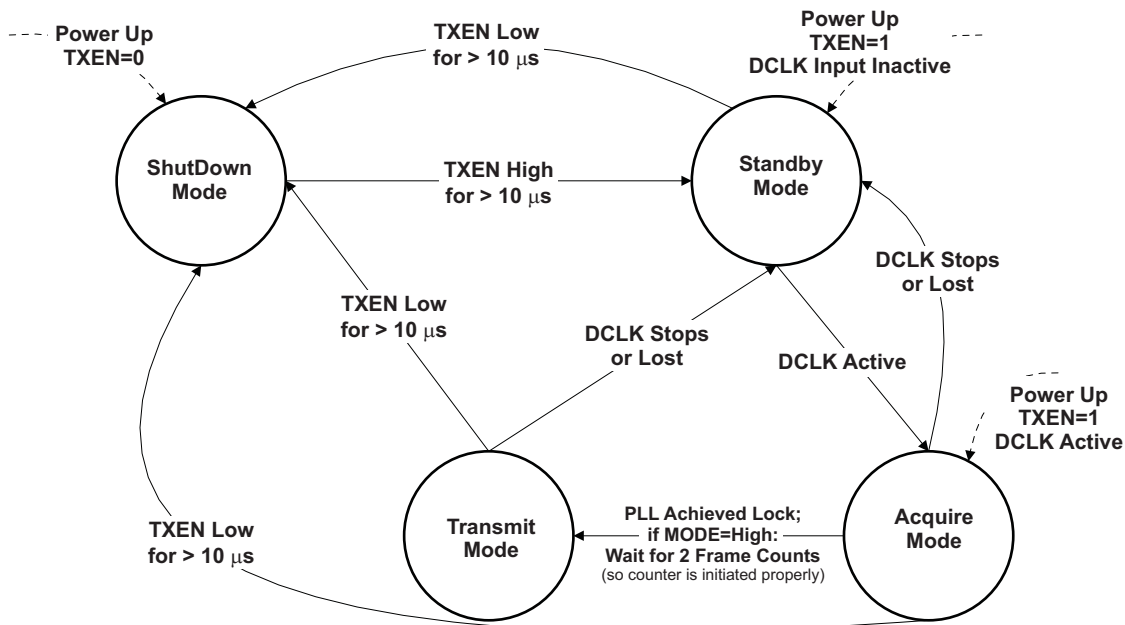 Power Up
TXEN=0
TXEN Low
for > 10 μs
Power Up
TXEN=1
DCLK Input Inactive
ShutDown
Mode
TXEN High
for > 10 μs
Standby
Mode
TXEN Low
for > 10 μs
DCLK Stops
or Lost
DCLK Stops
or Lost
DCLK Active
Power Up
TXEN=1
DCLK Active
TXEN Low
for > 10 μs
Transmit
Mode
PLL Achieved Lock;
if MODE=High:
Wait for 2 Frame Counts
(so counter is initiated properly)
Acquire
Mode